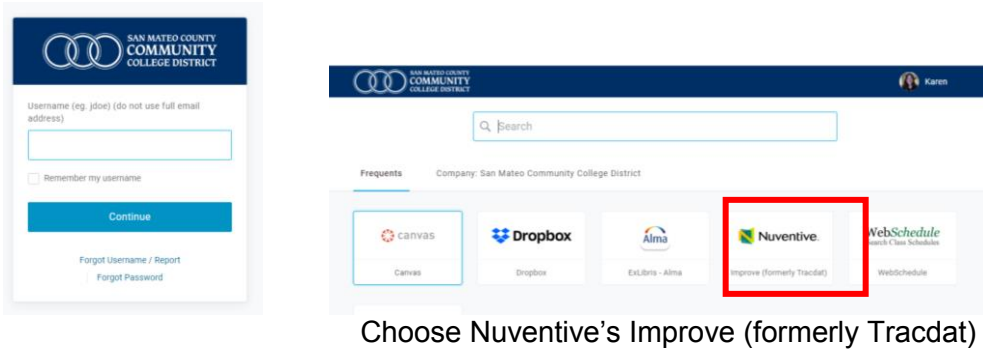 SAN MATEO COUNTY
COMMUNITY
COLLEGE DISTRICT
Username (eg. jdoe) (do not use full email
address)
Remember my username
Continue
Forgot Username / Report
Forgot Password
SAN MATEO COUNTY
COMMUNITY
COLLEGE DISTRICT
Karen
Search
Frequents Company: San Mateo Community College District
canvas Dropbox Alma Nuventive. WebSchedule
Search Class Schedules
Canvas Dropbox ExLibris - Alma Improve (formerly Tracdat) WebSchedule
Choose Nuventive's Improve (formerly Tracdat)